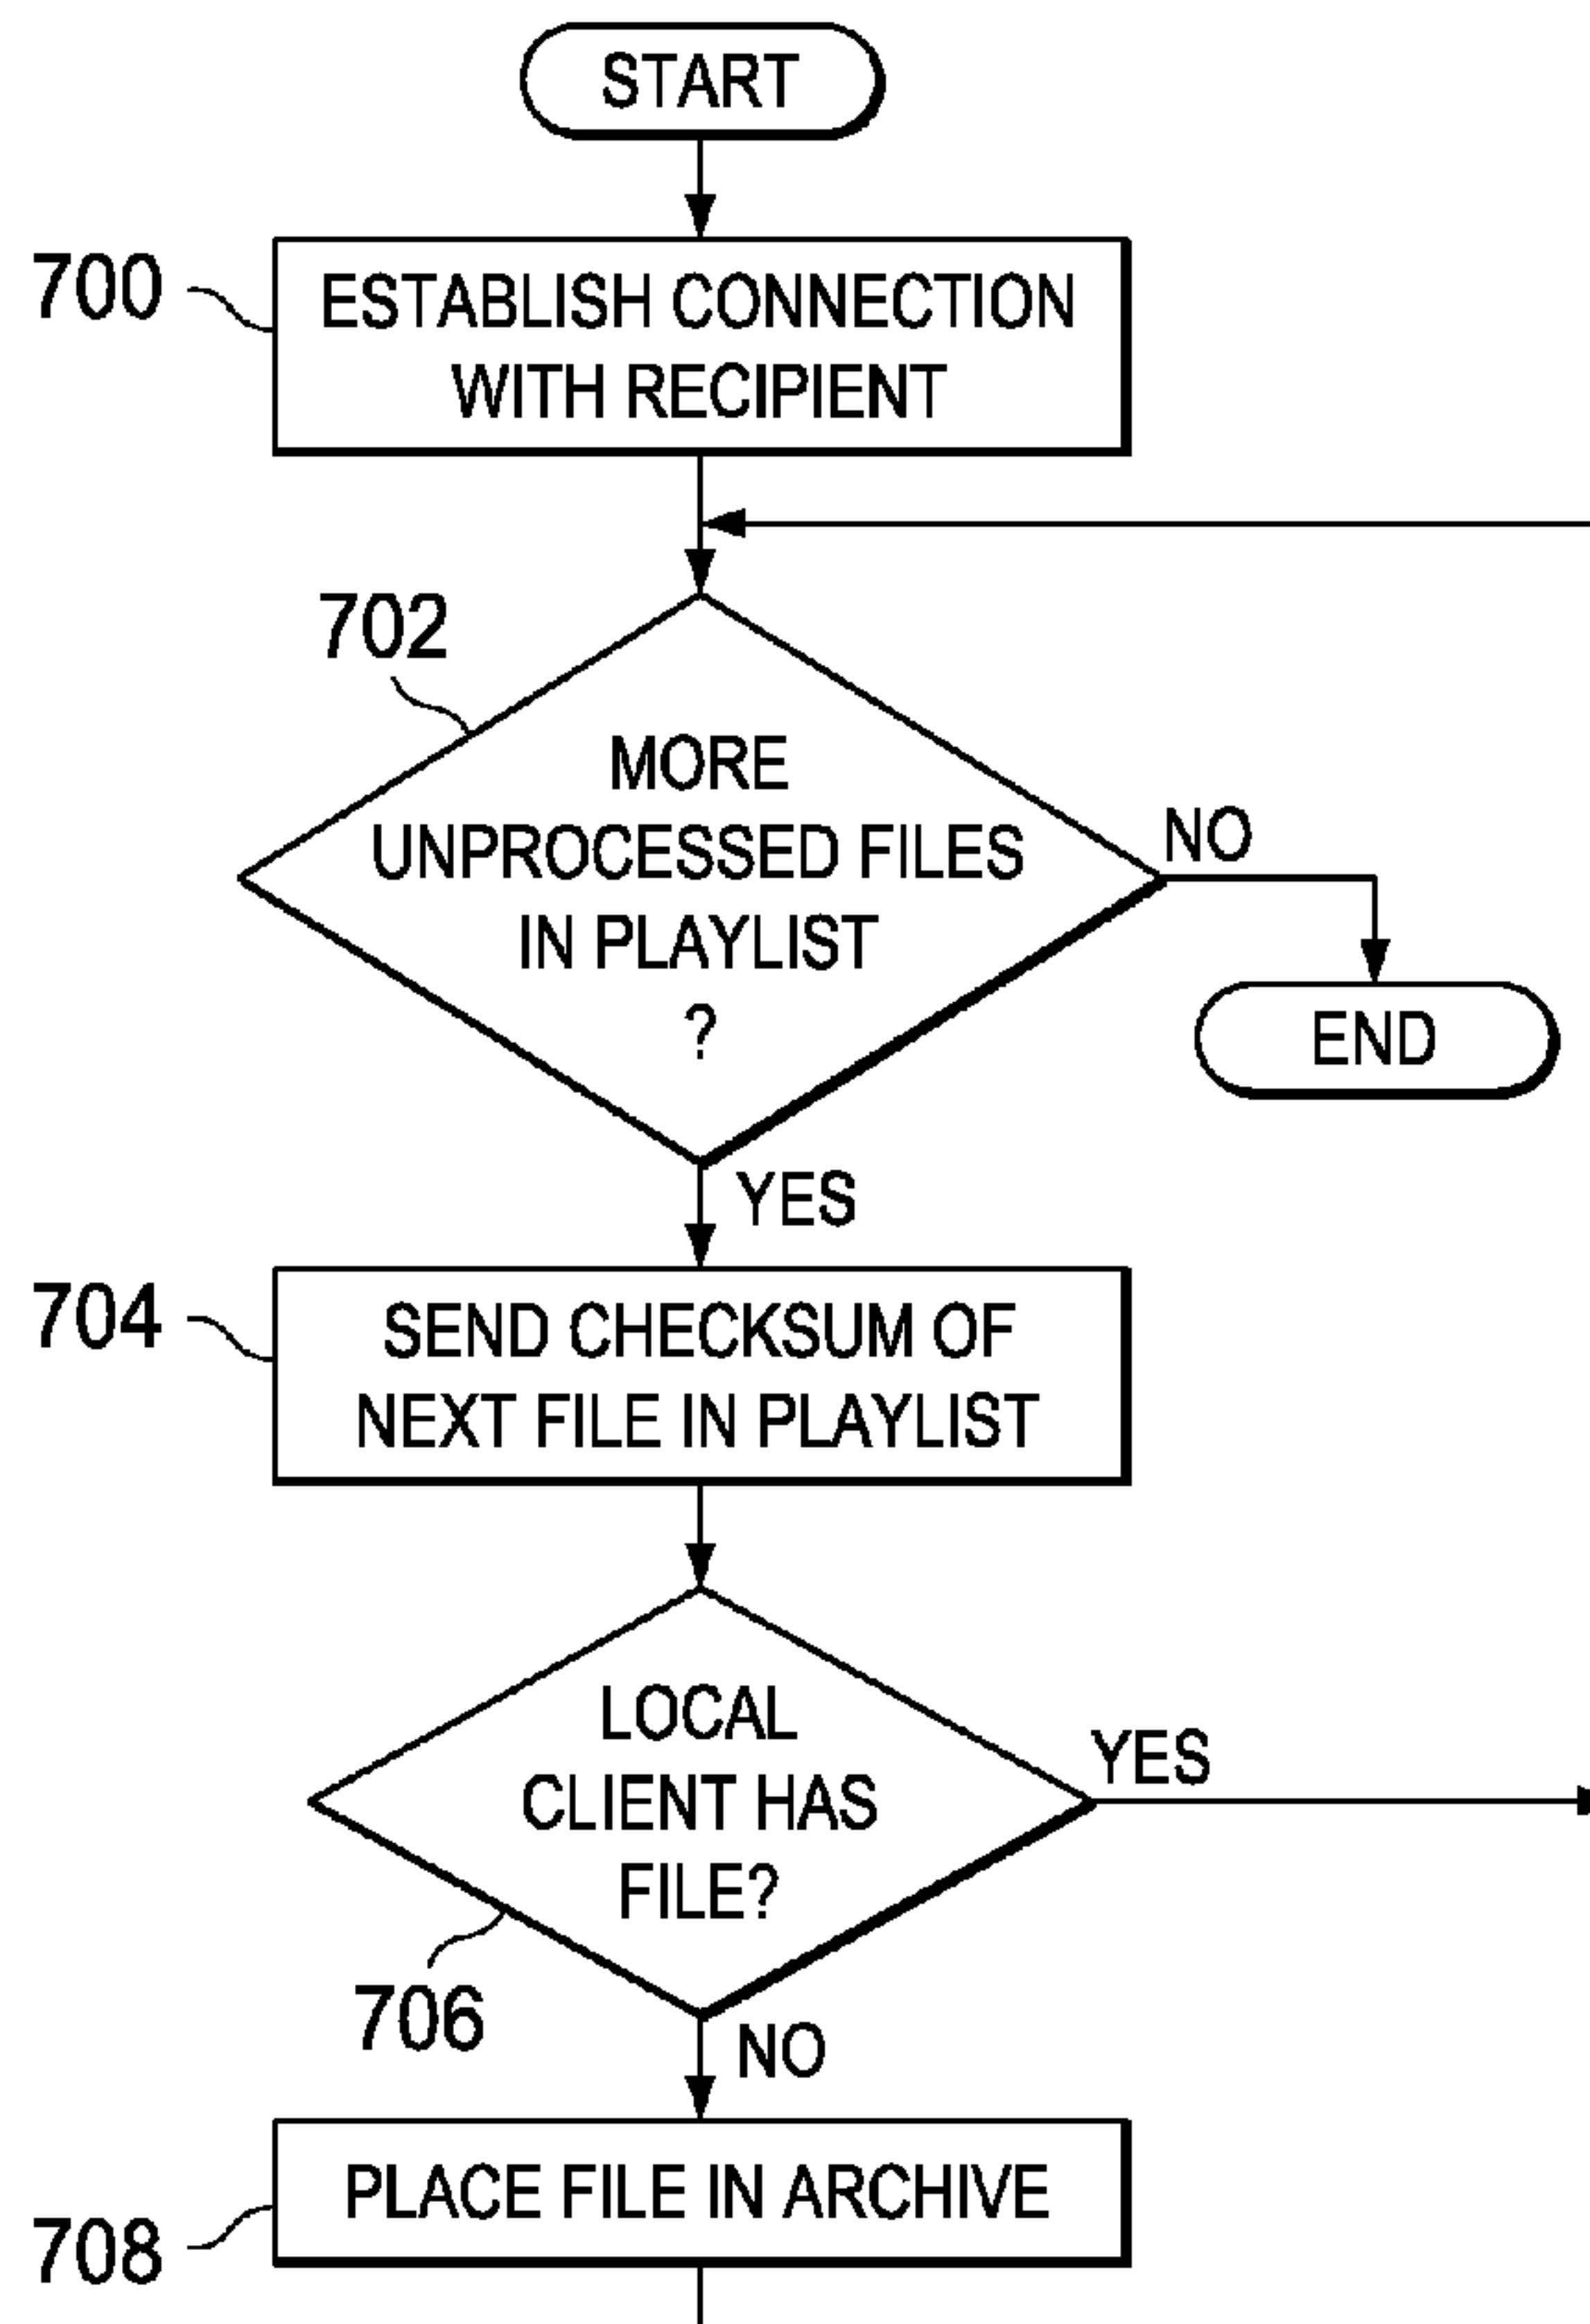 START
700
ESTABLISH CONNECTION
WITH RECIPIENT
702
MORE
UNPROCESSED FILES
IN PLAYLIST
?
NO
END
YES
704
SEND CHECKSUM OF
NEXT FILE IN PLAYLIST
LOCAL
CLIENT HAS
FILE?
YES
706
NO
PLACE FILE IN ARCHIVE
708